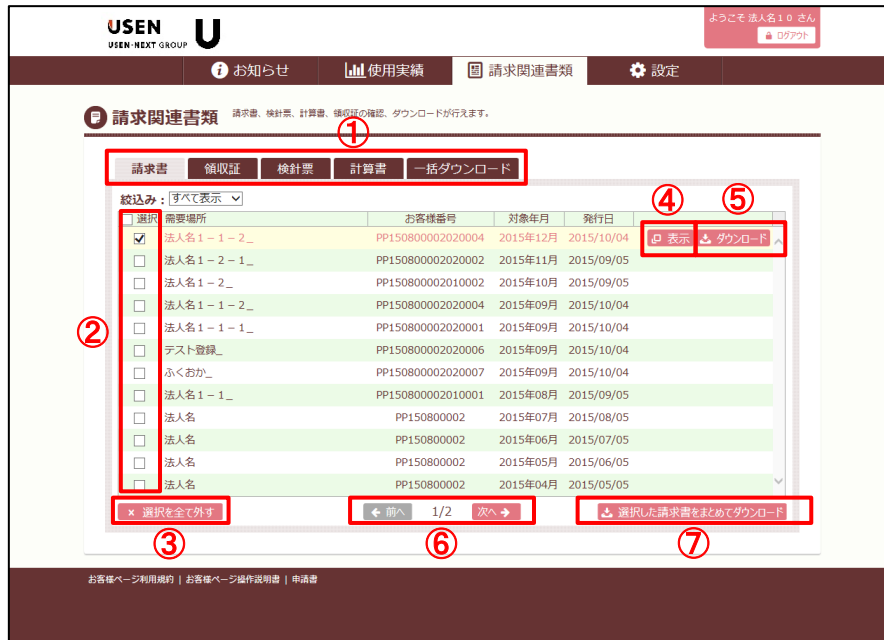 USEN
USEN-NEXT GROUP
U
ようこそ 法人名１０ さん
ログアウト
お知らせ 使用実績 請求関連書類 設定
請求関連書類 請求書、検針票、計算書、領収証の確認、ダウンロードが行えます。
①
請求書 領収証 検針票 計算書 一括ダウンロード
絞込み： すべて表示
④ ⑤
選択 需要場所 お客様番号 対象年月 発行日
法人名１－１－２_ PP150800002020004 2015年12月 2015/10/04 表示 ダウンロード
法人名１－２－１_ PP150800002020002 2015年11月 2015/09/05
法人名１－２_ PP150800002010002 2015年10月 2015/09/05
法人名１－１－２_ PP150800002020004 2015年09月 2015/10/04
②
法人名１－１－１_ PP150800002020001 2015年09月 2015/10/04
テスト登録_ PP150800002020006 2015年09月 2015/10/04
ふくおか_ PP150800002020007 2015年09月 2015/10/04
法人名１－１_ PP150800002010001 2015年08月 2015/09/05
法人名 PP150800002 2015年07月 2015/08/05
法人名 PP150800002 2015年06月 2015/07/05
法人名 PP150800002 2015年05月 2015/06/05
法人名 PP150800002 2015年04月 2015/05/05
× 選択を全て外す 前へ 1/2 次へ 選択した請求書をまとめてダウンロード
③ ⑥ ⑦
お客様ページ利用規約 | お客様ページ操作説明書 | 申請書